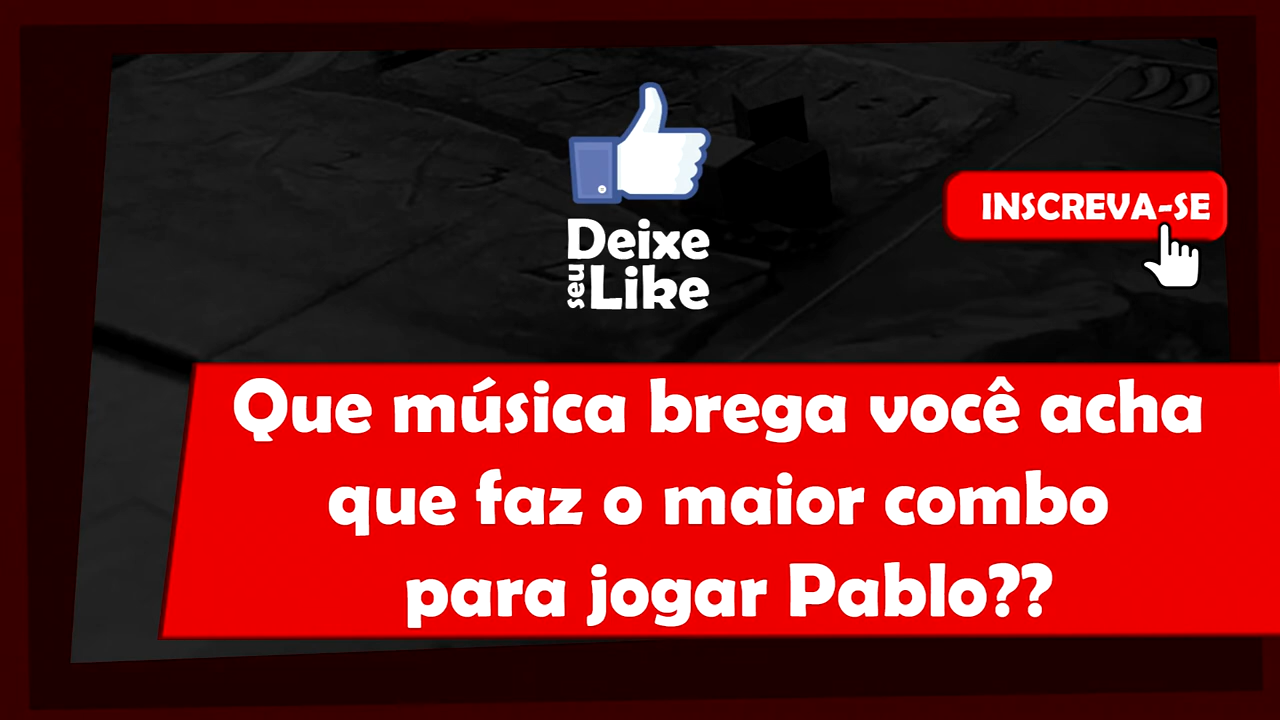 Deixe
seu Like
INSCREVA-SE
Que música brega você acha
que faz o maior combo
para jogar Pablo??